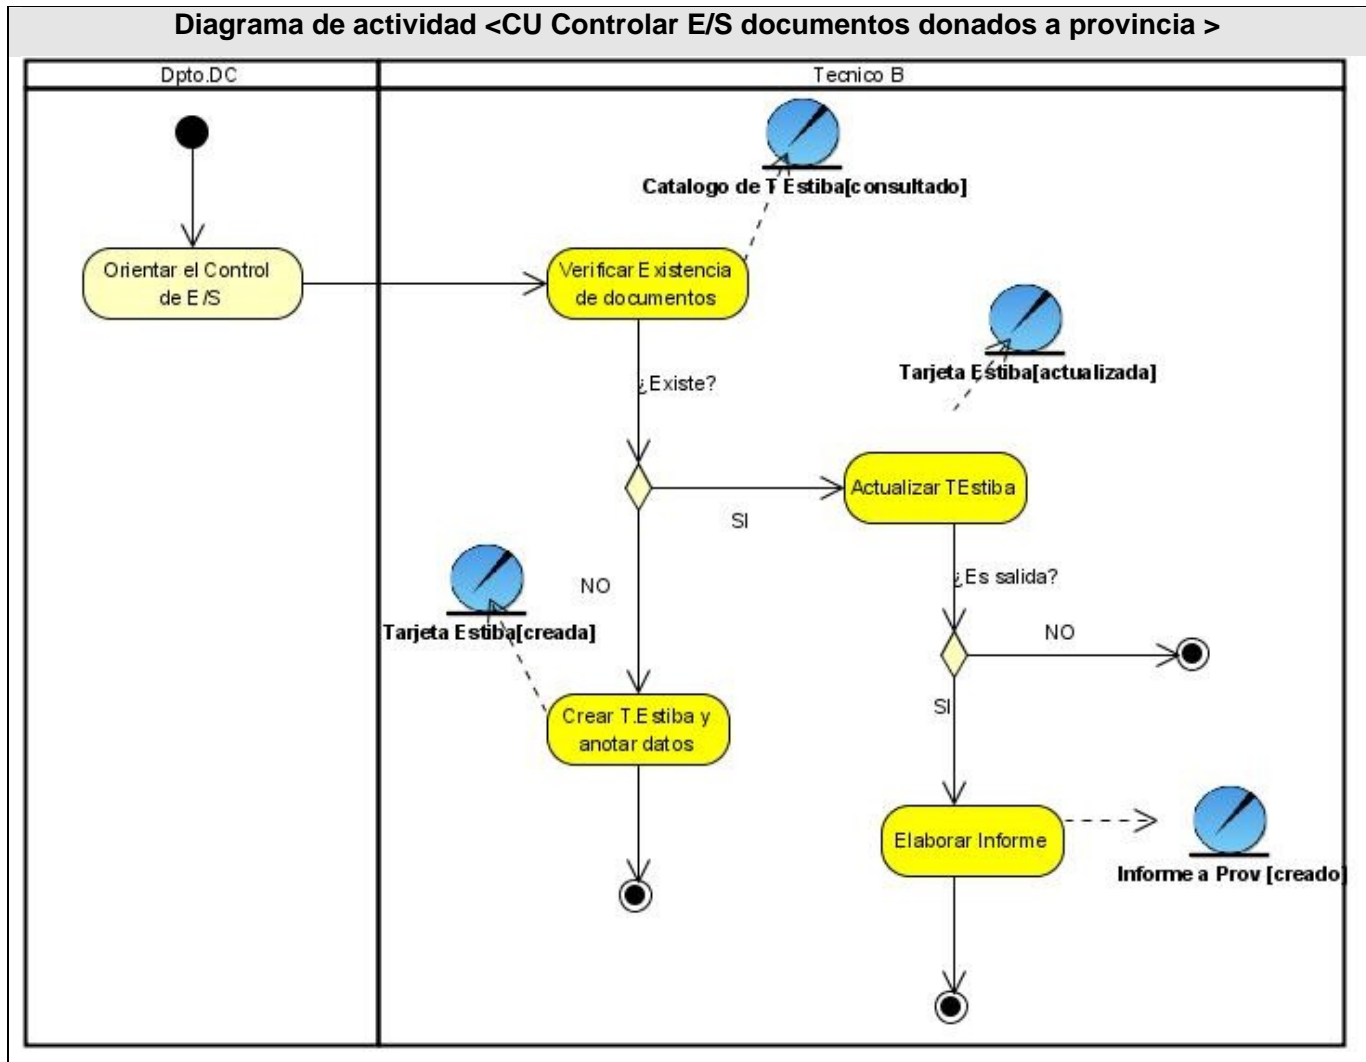 Diagrama de actividad <CU Controlar E/S documentos donados a provincia >
Dpto.DC
Tecnico B
Catalogo de T Estiba[consultado]
Orientar el Control
de E/S
Verificar Existencia
de documentos
Tarjeta Estiba[actualizada]
¿Existe?
Actualizar TEstiba
SI
¿Es salida?
NO
Tarjeta Estiba[creada]
NO
SI
Crear T.Estiba y
anotar datos
Elaborar Informe
Informe a Prov [creado]